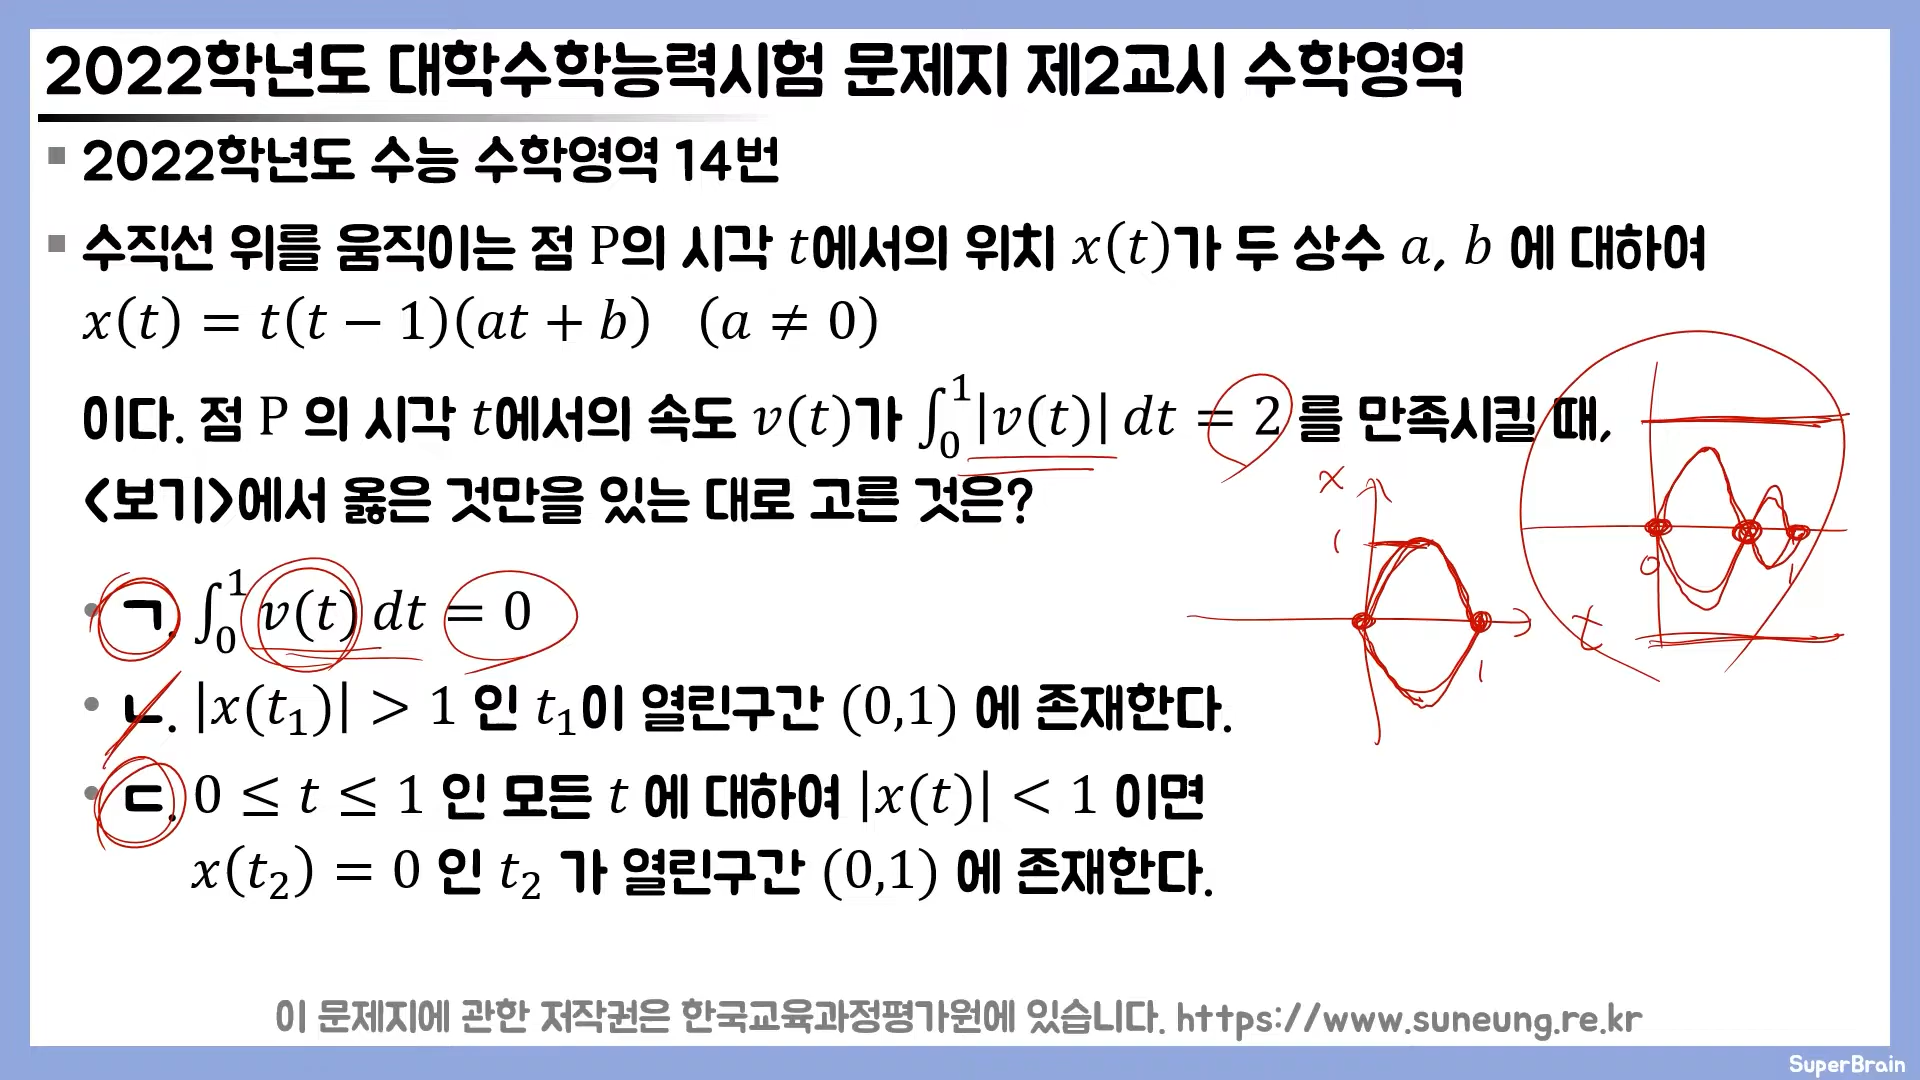 2022학년도 대학수학능력시험 문제지 제2교시 수학영역
2022학년도 수능 수학영역 14번
수직선 위를 움직이는 점 P의 시각 t에서의 위치 x(t)가 두 상수 a, b 에 대하여
x(t) = t(t − 1)(at + b) (a ≠ 0)
이다. 점 P 의 시각 t에서의 속도 v(t)가 ∫₀¹|v(t)| dt = 2 를 만족시킬 때,
<보기>에서 옳은 것만을 있는 대로 고른 것은?
ㄱ. ∫₀¹ v(t) dt = 0
ㄴ. |x(t₁)| > 1 인 t₁이 열린구간 (0,1) 에 존재한다.
ㄷ. 0 ≤ t ≤ 1 인 모든 t 에 대하여 |x(t)| < 1 이면
x(t₂) = 0 인 t₂ 가 열린구간 (0,1) 에 존재한다.
x
1
1
t
0
1
이 문제지에 관한 저작권은 한국교육과정평가원에 있습니다. https://www.suneung.re.kr
SuperBrain